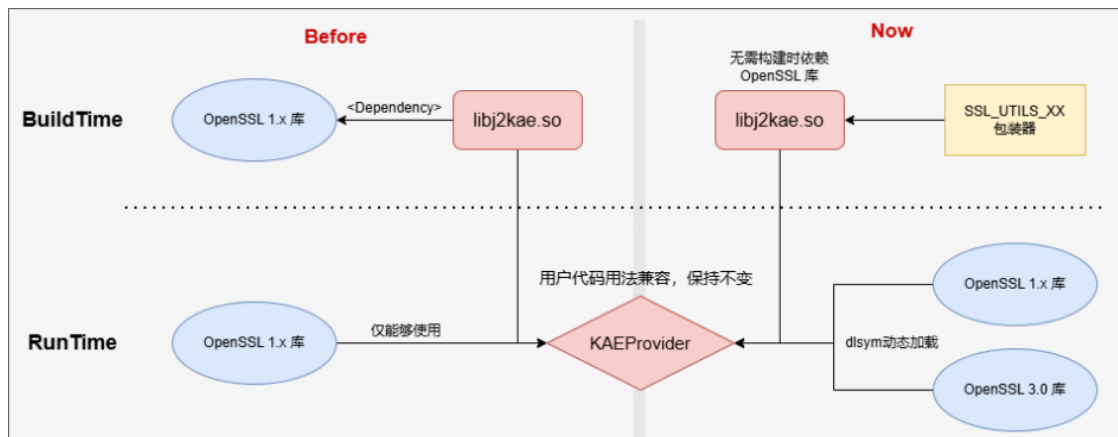 Before
Now
BuildTime
OpenSSL 1.x 库
<Dependency>
libj2kae.so
无需构建时依赖
OpenSSL 库
libj2kae.so
SSL_UTILS_XX
包装器
用户代码用法兼容，保持不变
RunTime
OpenSSL 1.x 库
仅能够使用
KAEProvider
dlsym动态加载
OpenSSL 1.x 库
OpenSSL 3.0 库